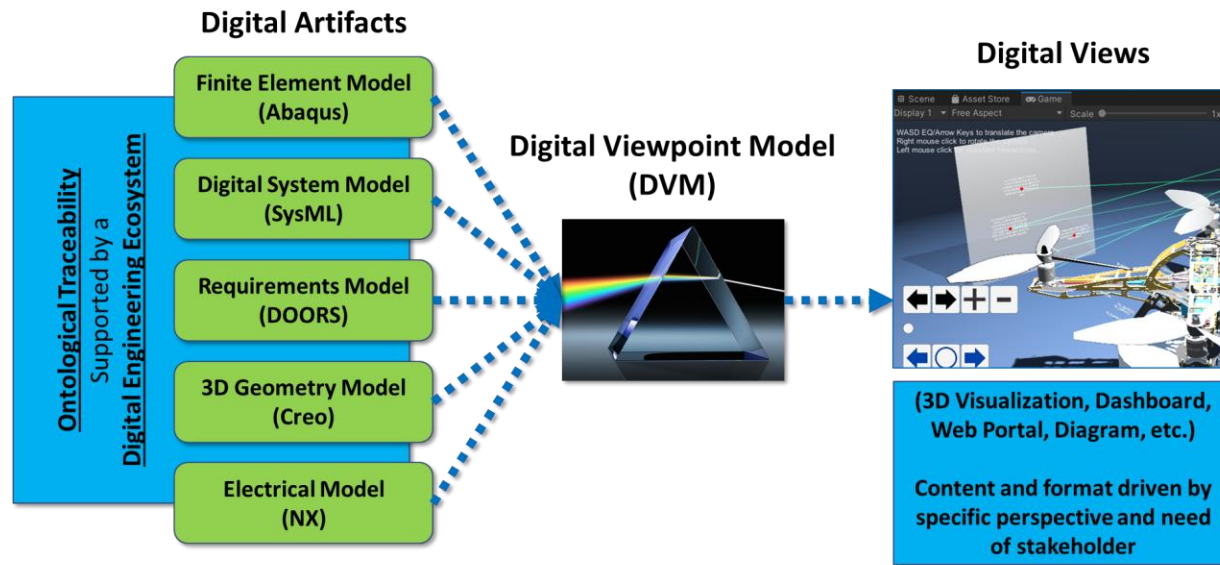 Digital Artifacts
Ontological Traceability
Supported by a
Digital Engineering Ecosystem
Finite Element Model
(Abaqus)
Digital System Model
(SysML)
Requirements Model
(DOORS)
3D Geometry Model
(Creo)
Electrical Model
(NX)
Digital Viewpoint Model
(DVM)
Digital Views
Scene Asset Store Game
Display 1 Free Aspect Scale 1x
WASD EQ/Arrow Keys to translate the camera
Right mouse click to rotate the
Left mouse click
(3D Visualization, Dashboard,
Web Portal, Diagram, etc.)
Content and format driven by
specific perspective and need
of stakeholder